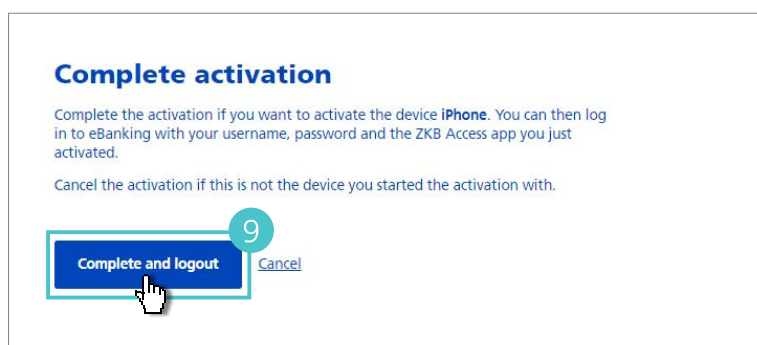 Complete activation
Complete the activation if you want to activate the device iPhone. You can then log
in to eBanking with your username, password and the ZKB Access app you just
activated.
Cancel the activation if this is not the device you started the activation with.
9
Complete and logout Cancel